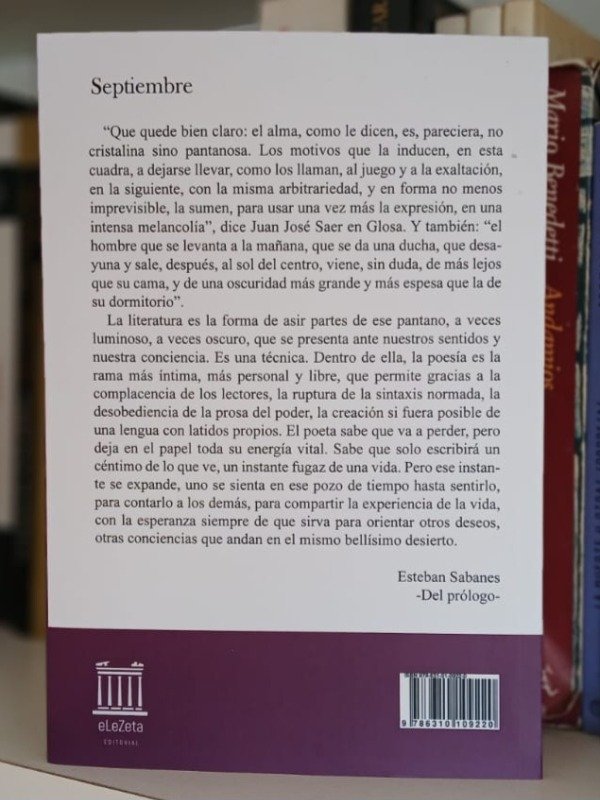 Septiembre
“Que quede bien claro: el alma, como le dicen, es, pareciera, no
cristalina sino pantanosa. Los motivos que la inducen, en esta
cuadra, a dejarse llevar, como los llaman, al juego y a la exaltación,
en la siguiente, con la misma arbitrariedad, y en forma no menos
imprevisible, la sumen, para usar una vez más la expresión, en una
intensa melancolía”, dice Juan José Saer en Glosa. Y también: “el
hombre que se levanta a la mañana, que se da una ducha, que desa-
yuna y sale, después, al sol del centro, viene, sin duda, de más lejos
que su cama, y de una oscuridad más grande y más espesa que la de
su dormitorio”.
La literatura es la forma de asir partes de ese pantano, a veces
luminoso, a veces oscuro, que se presenta ante nuestros sentidos y
nuestra conciencia. Es una técnica. Dentro de ella, la poesía es la
rama más íntima, más personal y libre, que permite gracias a la
complacencia de los lectores, la ruptura de la sintaxis normada, la
desobediencia de la prosa del poder, la creación si fuera posible de
una lengua con latidos propios. El poeta sabe que va a perder, pero
deja en el papel toda su energía vital. Sabe que solo escribirá un
céntimo de lo que ve, un instante fugaz de una vida. Pero ese instan-
te se expande, uno se sienta en ese pozo de tiempo hasta sentirlo,
para contarlo a los demás, para compartir la experiencia de la vida,
con la esperanza siempre de que sirva para orientar otros deseos,
otras conciencias que andan en el mismo bellísimo desierto.
Esteban Sabanes
-Del prólogo-
eLeZeta
EDITORIAL
9 786310 109220
Mario Benedetti Andamios